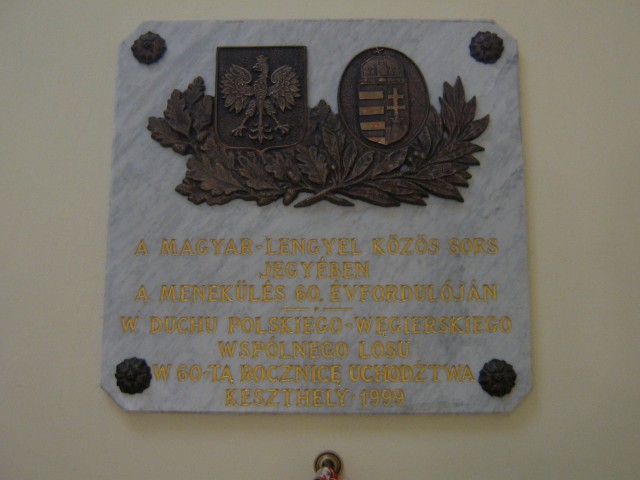 A MAGYAR-LENGYEL KÖZÖS SORS
JEGYÉBEN
A MENEKÜLÉS 60. ÉVFORDULÓJÁN
W DUCHU POLSKIEGO-WĘGIERSKIEGO
WSPÓLNEGO LOSU
W 60-TĄ ROCZNICĘ UCHODŹTWA
KESZTHELY 1999